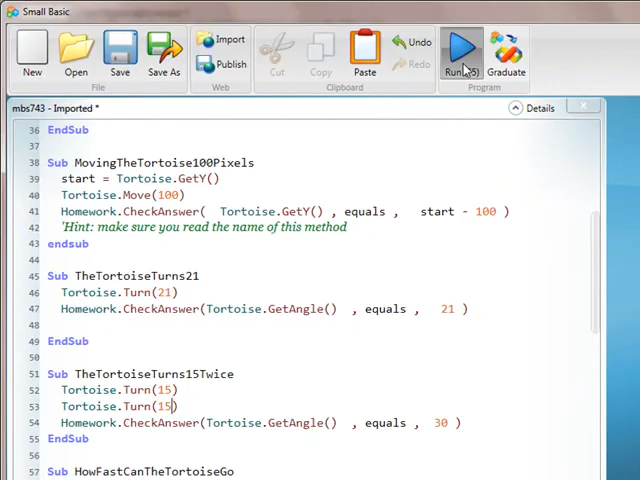 Small Basic
New
Open
Save
Save As
Import
Publish
Cut
Copy
Paste
Undo
Redo
Graduate
File
Web
Clipboard
Program
mbs743 - Imported *
Details
36 EndSub
37
38 Sub MovingTheTortoise100Pixels
39 start = Tortoise.GetY()
40 Tortoise.Move(100)
41 Homework.CheckAnswer( Tortoise.GetY() , equals , start - 100 )
42 'Hint: make sure you read the name of this method
43 endsub
44
45 Sub TheTortoiseTurns21
46 Tortoise.Turn(21)
47 Homework.CheckAnswer(Tortoise.GetAngle() , equals , 21 )
48
49 EndSub
50
51 Sub TheTortoiseTurns15Twice
52 Tortoise.Turn(15)
53 Tortoise.Turn(15)
54 Homework.CheckAnswer(Tortoise.GetAngle() , equals , 30 )
55 EndSub
56
57 Sub HowFastCanTheTortoiseGo